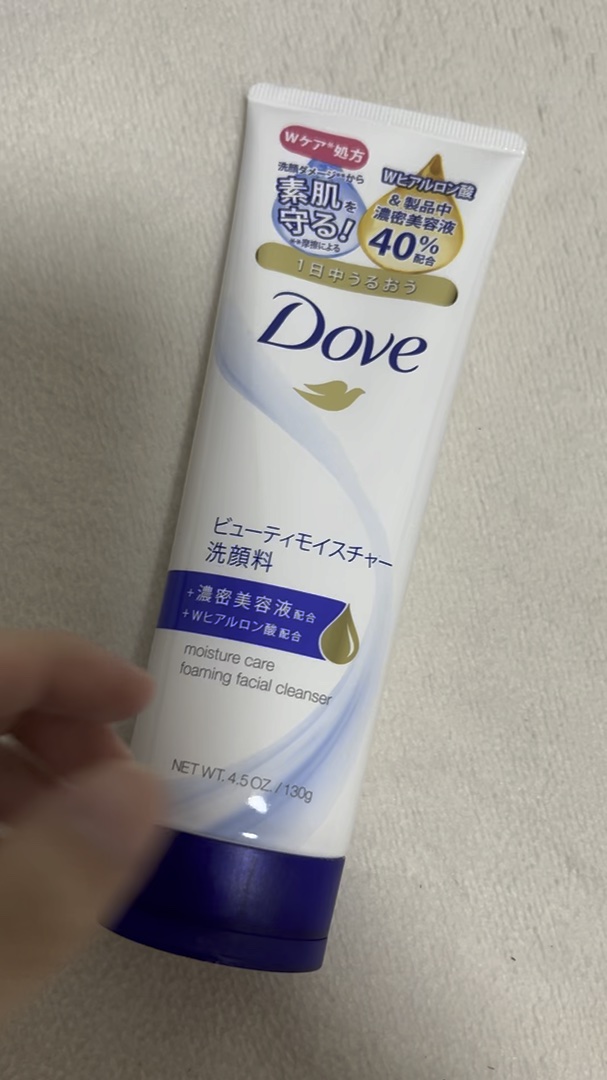 Wケア*処方
洗顔ダメージ**から
素肌を
守る!
**摩擦による
Wヒアルロン酸
&製品中
濃密美容液
40%
配合
1日中うるおう
Dove
ビューティモイスチャー
洗顔料
+濃密美容液配合
+Wヒアルロン酸配合
moisture care
foaming facial cleanser
NET WT. 4.5 OZ. / 130g